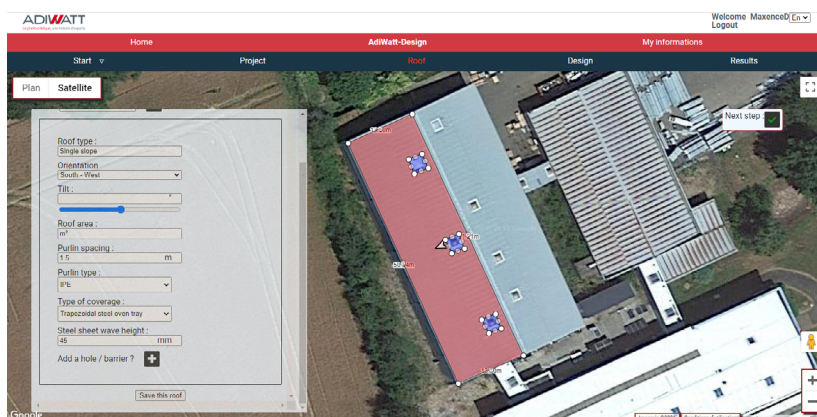 ADIWATT
Welcome MaxenceD En
Logout
Home AdiWatt-Design My informations
Start Project Roof Design Results
Plan Satellite
Next step :
Roof type :
Single slope
Orientation
South - West
Tilt :
°
Roof area :
m²
Purlin spacing :
1.5 m
Purlin type :
IPE
Type of coverage :
Trapezoidal steel oven tray
Steel sheet wave height :
45 mm
Add a hole / barrier ?
Save this roof
Google